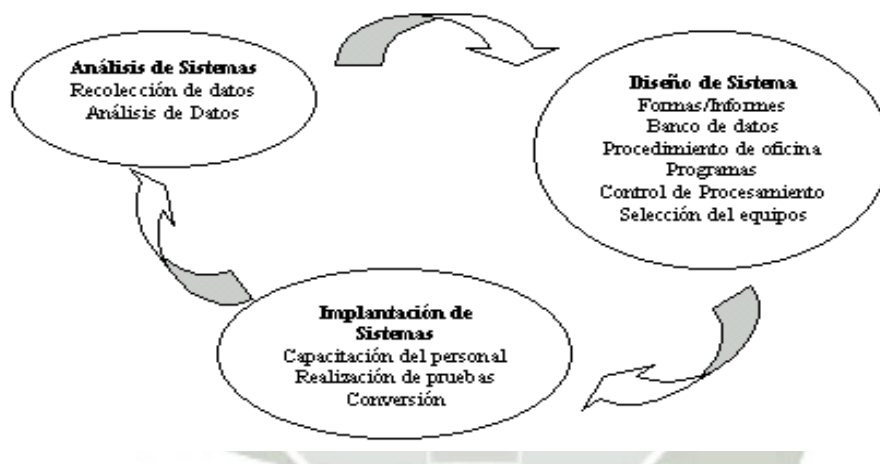 Análisis de Sistemas
Recolección de datos
Análisis de Datos
Diseño de Sistema
Formas/Informes
Banco de datos
Procedimiento de oficina
Programas
Control de Procesamiento
Selección del equipos
Implantación de
Sistemas
Capacitación del personal
Realización de pruebas
Conversión